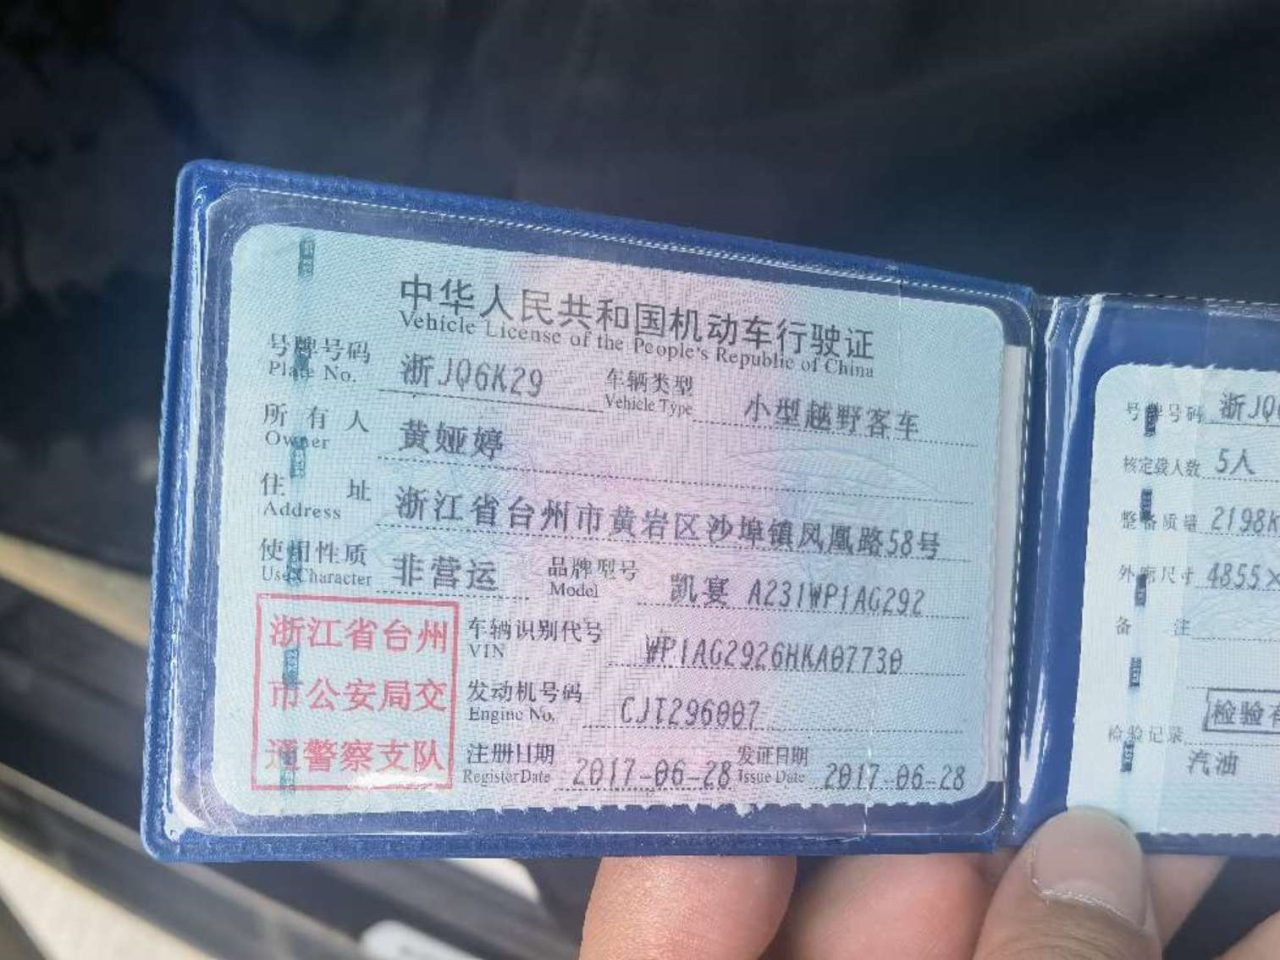 中华人民共和国机动车行驶证
Vehicle License of the People's Republic of China
号牌号码 浙JQ6K29 车辆类型 小型越野客车
Plate No. Vehicle Type
所有人 黄娅婷
Owner
住址 浙江省台州市黄岩区沙埠镇凤凰路58号
Address
使用性质 非营运 品牌型号 凯宴 A231WP1AG292
Use Character Model
浙江省台州
市公安局交
通警察支队
车辆识别代号 WP1AG2926HKA07730
VIN
发动机号码 CJT296007
Engine No.
注册日期 2017-06-28 发证日期 2017-06-28
Register Date Issue Date
号牌号码 浙JQ
核定载人数 5人
整备质量 2198K
外廓尺寸 4855×
备注
检验有
检验记录
汽油